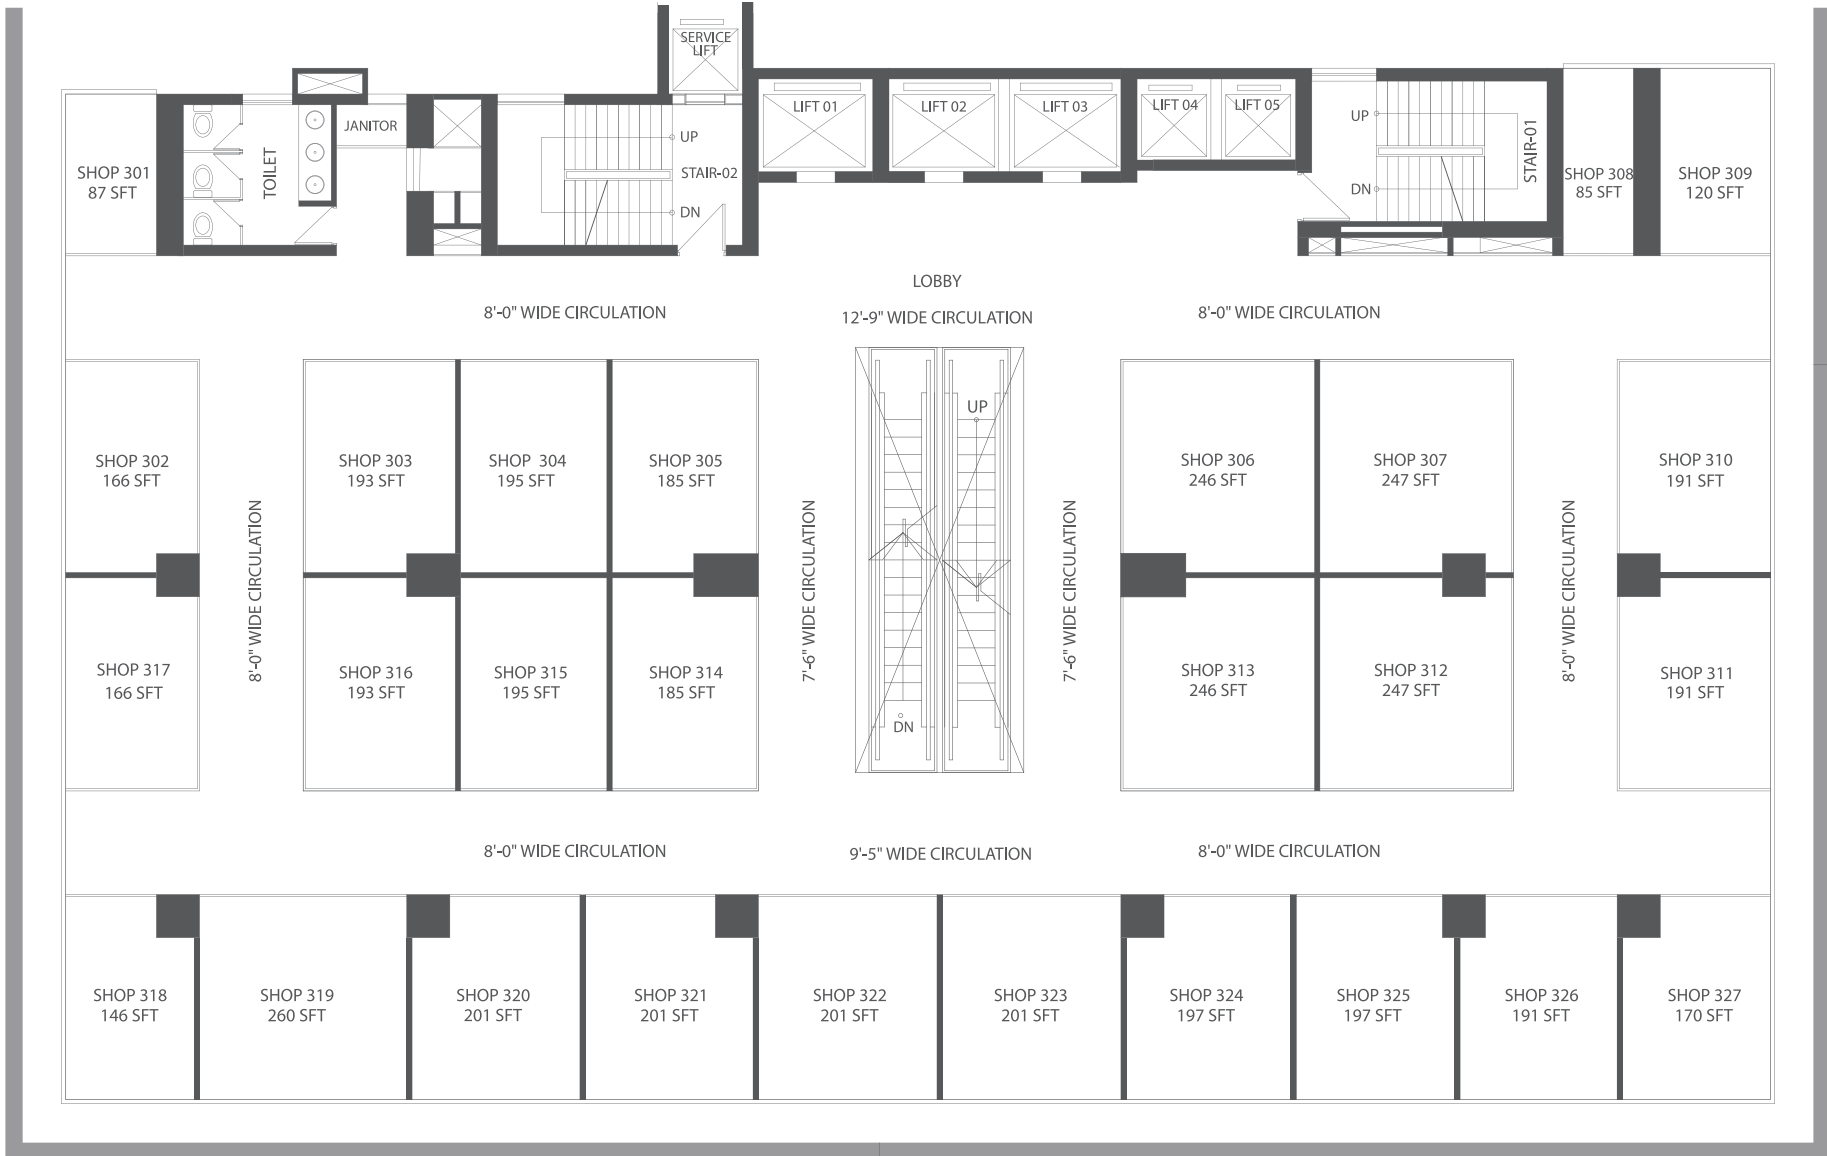 SERVICE
LIFT
LIFT 01
LIFT 02
LIFT 03
LIFT 04
LIFT 05
UP
JANITOR
UP
STAIR-01
TOILET
SHOP 301
87 SFT
STAIR-02
SHOP 308
85 SFT
SHOP 309
120 SFT
DN
DN
LOBBY
8'-0" WIDE CIRCULATION
12'-9" WIDE CIRCULATION
8'-0" WIDE CIRCULATION
UP
SHOP 302
166 SFT
SHOP 303
193 SFT
SHOP 304
195 SFT
SHOP 305
185 SFT
SHOP 306
246 SFT
SHOP 307
247 SFT
SHOP 310
191 SFT
8'-0" WIDE CIRCULATION
7'-6" WIDE CIRCULATION
7'-6" WIDE CIRCULATION
8'-0" WIDE CIRCULATION
SHOP 317
166 SFT
SHOP 316
193 SFT
SHOP 315
195 SFT
SHOP 314
185 SFT
SHOP 313
246 SFT
SHOP 312
247 SFT
SHOP 311
191 SFT
DN
8'-0" WIDE CIRCULATION
9'-5" WIDE CIRCULATION
8'-0" WIDE CIRCULATION
SHOP 318
146 SFT
SHOP 319
260 SFT
SHOP 320
201 SFT
SHOP 321
201 SFT
SHOP 322
201 SFT
SHOP 323
201 SFT
SHOP 324
197 SFT
SHOP 325
197 SFT
SHOP 326
191 SFT
SHOP 327
170 SFT